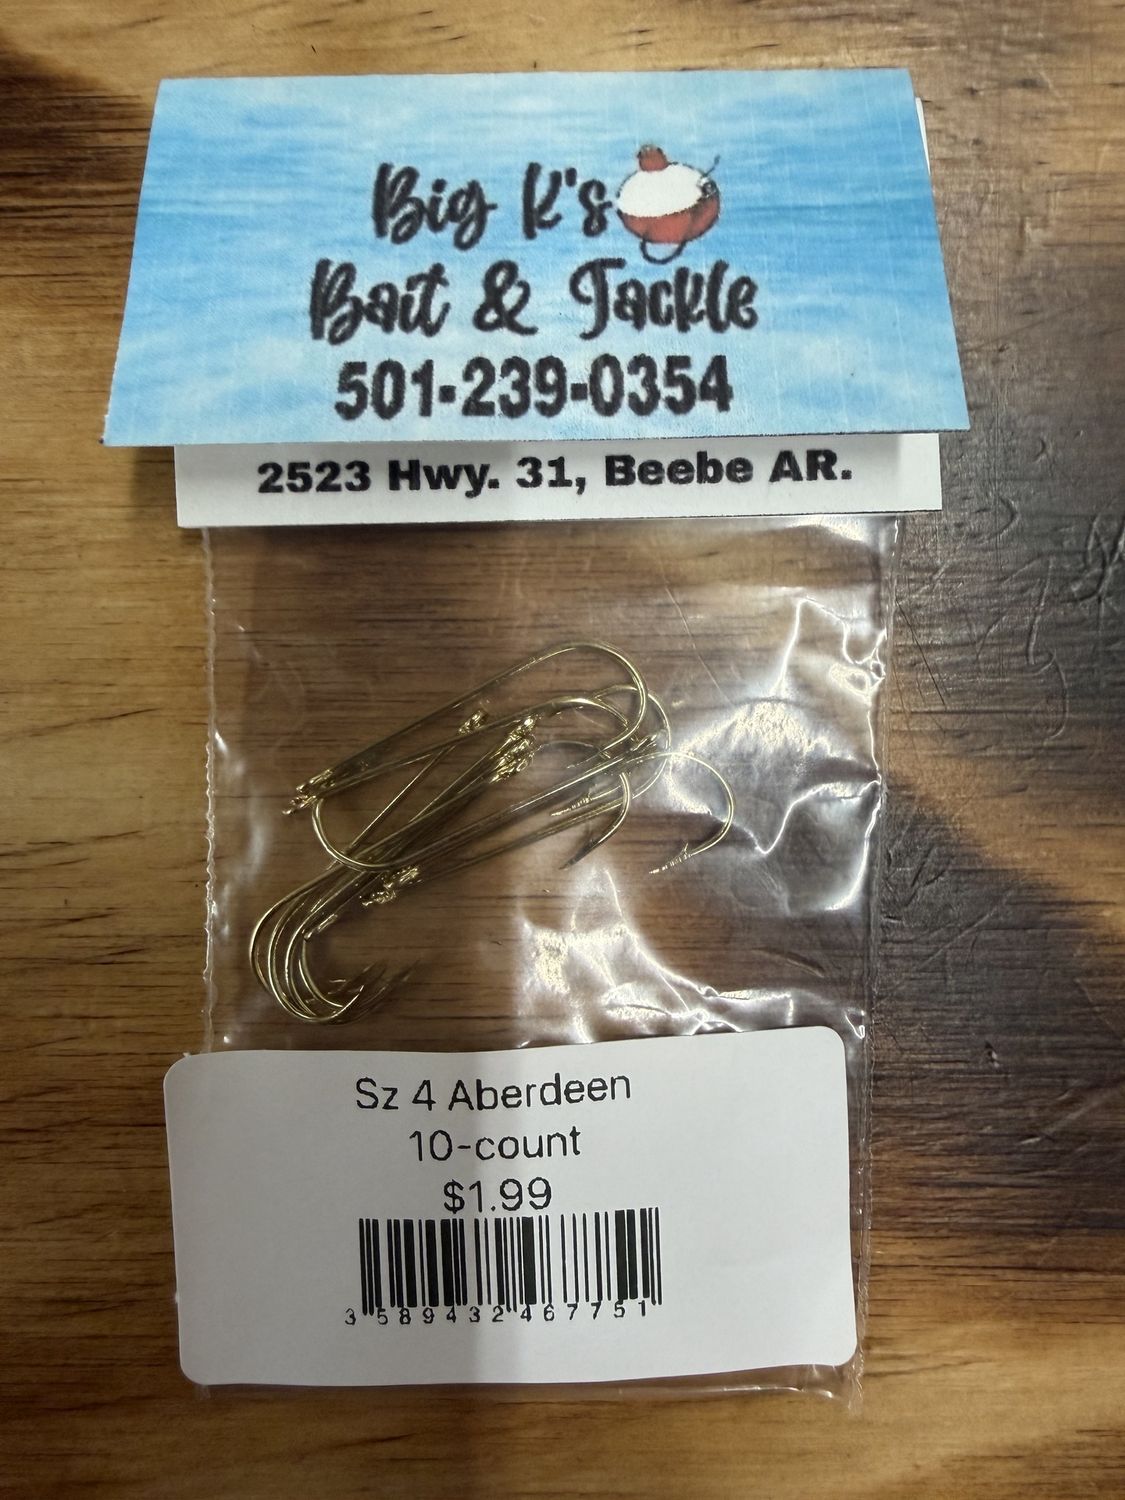 Big K's
Bait & Tackle
501-239-0354
2523 Hwy. 31, Beebe AR.
Sz 4 Aberdeen
10-count
$1.99
3 589432 467751